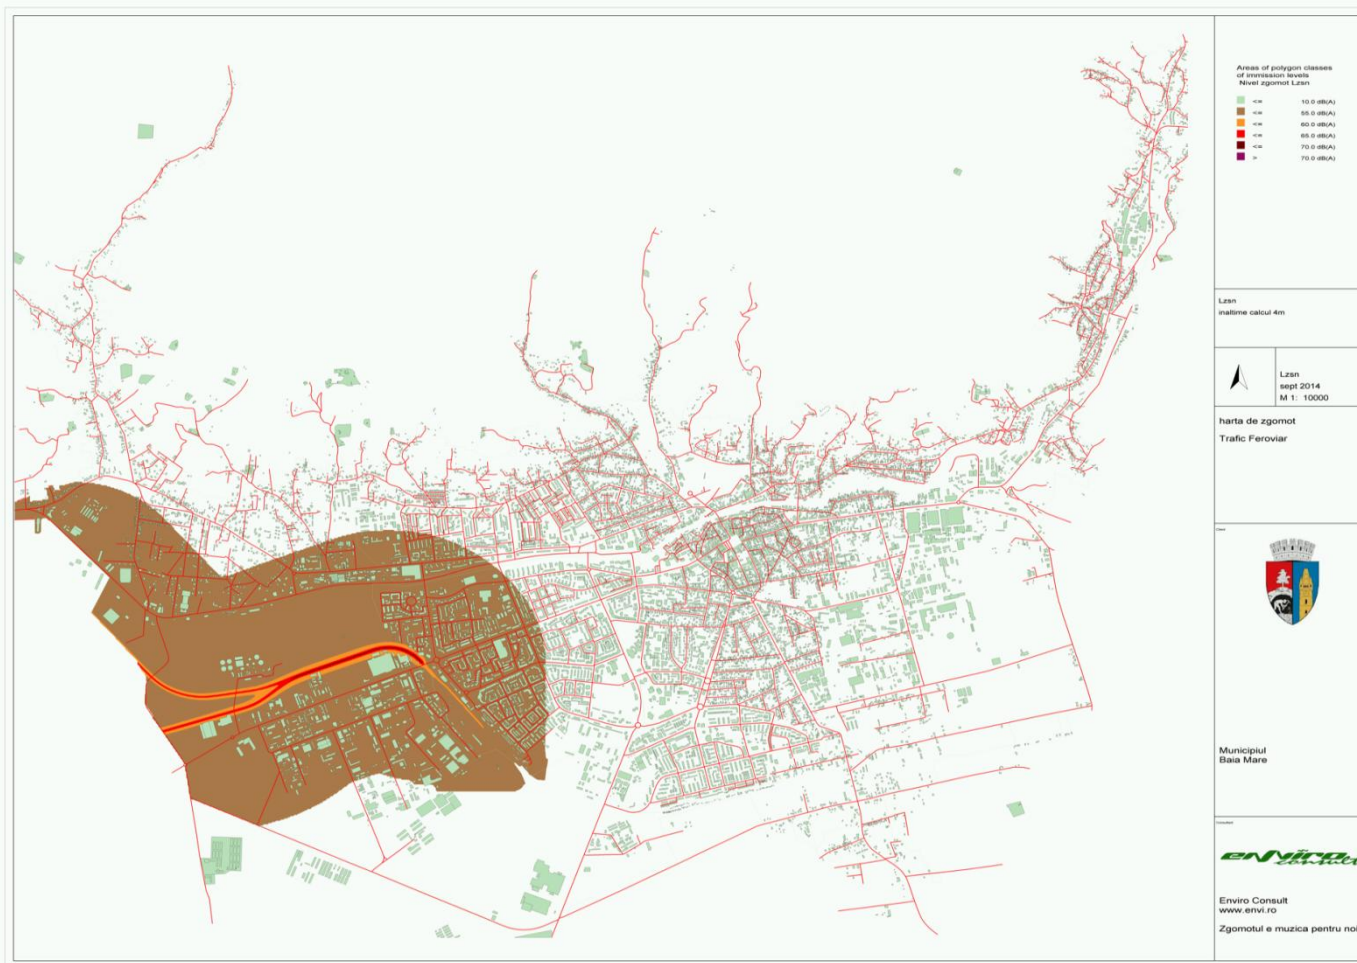 Areas of polygon classes
of immission levels
Nivel zgomot Lzsn
<= 10.0 dB(A)
<= 55.0 dB(A)
<= 60.0 dB(A)
<= 65.0 dB(A)
<= 70.0 dB(A)
> 70.0 dB(A)
Lzsn
inaltime calcul 4m
Lzsn
sept 2014
M 1: 10000
harta de zgomot
Trafic Feroviar
Municipiul
Baia Mare
enviro
consult
Enviro Consult
www.envi.ro
Zgomotul e muzica pentru noi